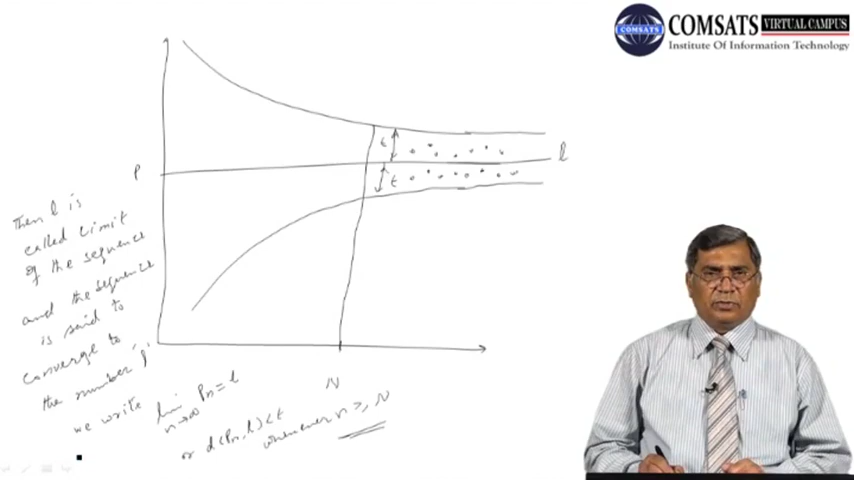 COMSATS VIRTUAL CAMPUS
COMSATS
Institute Of Information Technology
P
l
ε
ε
N
Then l is
called limit
of the sequence
and the sequence
is said to
converge to
the number 'l'
we write lim Pn = l
n→∞
or d(Pn, l) < ε
whenever n ≥ N